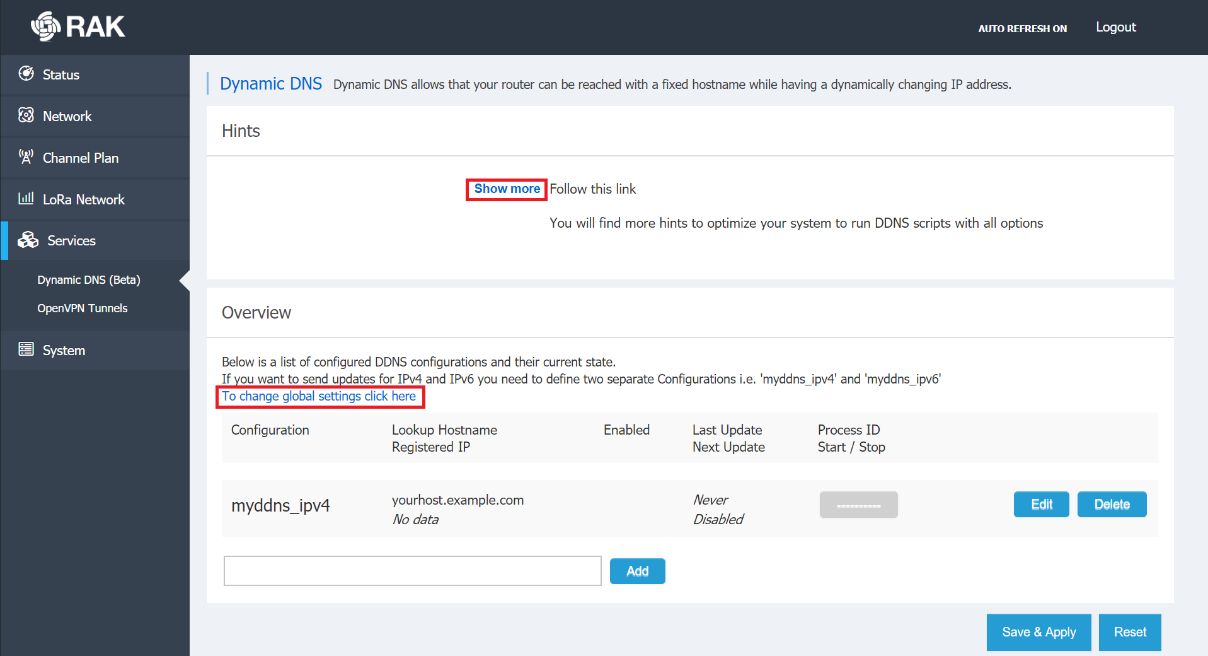 RAK
AUTO REFRESH ON
Logout
Status
Network
Channel Plan
LoRa Network
Services
Dynamic DNS (Beta)
OpenVPN Tunnels
System
Dynamic DNS Dynamic DNS allows that your router can be reached with a fixed hostname while having a dynamically changing IP address.
Hints
Show more Follow this link
You will find more hints to optimize your system to run DDNS scripts with all options
Overview
Below is a list of configured DDNS configurations and their current state.
If you want to send updates for IPv4 and IPv6 you need to define two separate Configurations i.e. 'myddns_ipv4' and 'myddns_ipv6'
To change global settings click here
Configuration Lookup Hostname Enabled Last Update Process ID
Registered IP Next Update Start / Stop
myddns_ipv4 yourhost.example.com Never ---------- Edit Delete
No data Disabled
Add
Save & Apply Reset